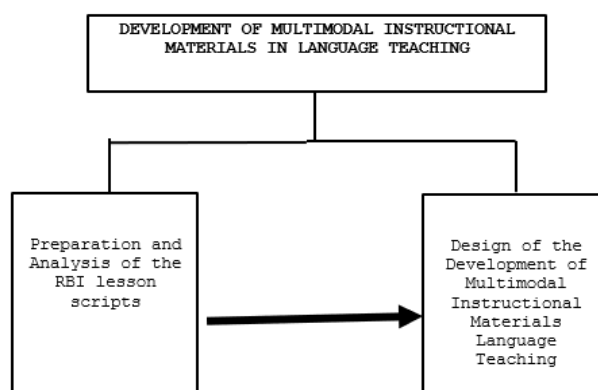 DEVELOPMENT OF MULTIMODAL INSTRUCTIONAL
MATERIALS IN LANGUAGE TEACHING
Preparation and
Analysis of the
RBI lesson
scripts
Design of the
Development of
Multimodal
Instructional
Materials
Language
Teaching